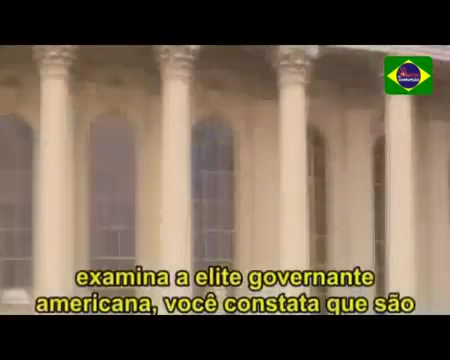 examina a elite governante
americana, você constata que são